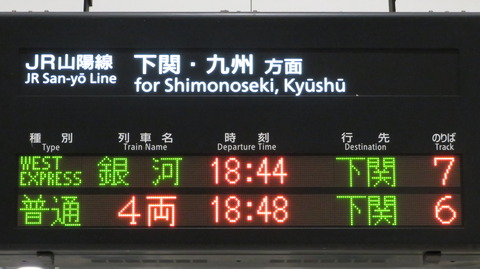 JR山陽線 下関・九州 方面
JR San-yō Line for Shimonoseki, Kyūshū
種別 列車名 時刻 行先 のりば
Type Train Name Departure Time Destination Track
WEST EXPRESS 銀河 18:44 下関 7
普通 4両 18:48 下関 6